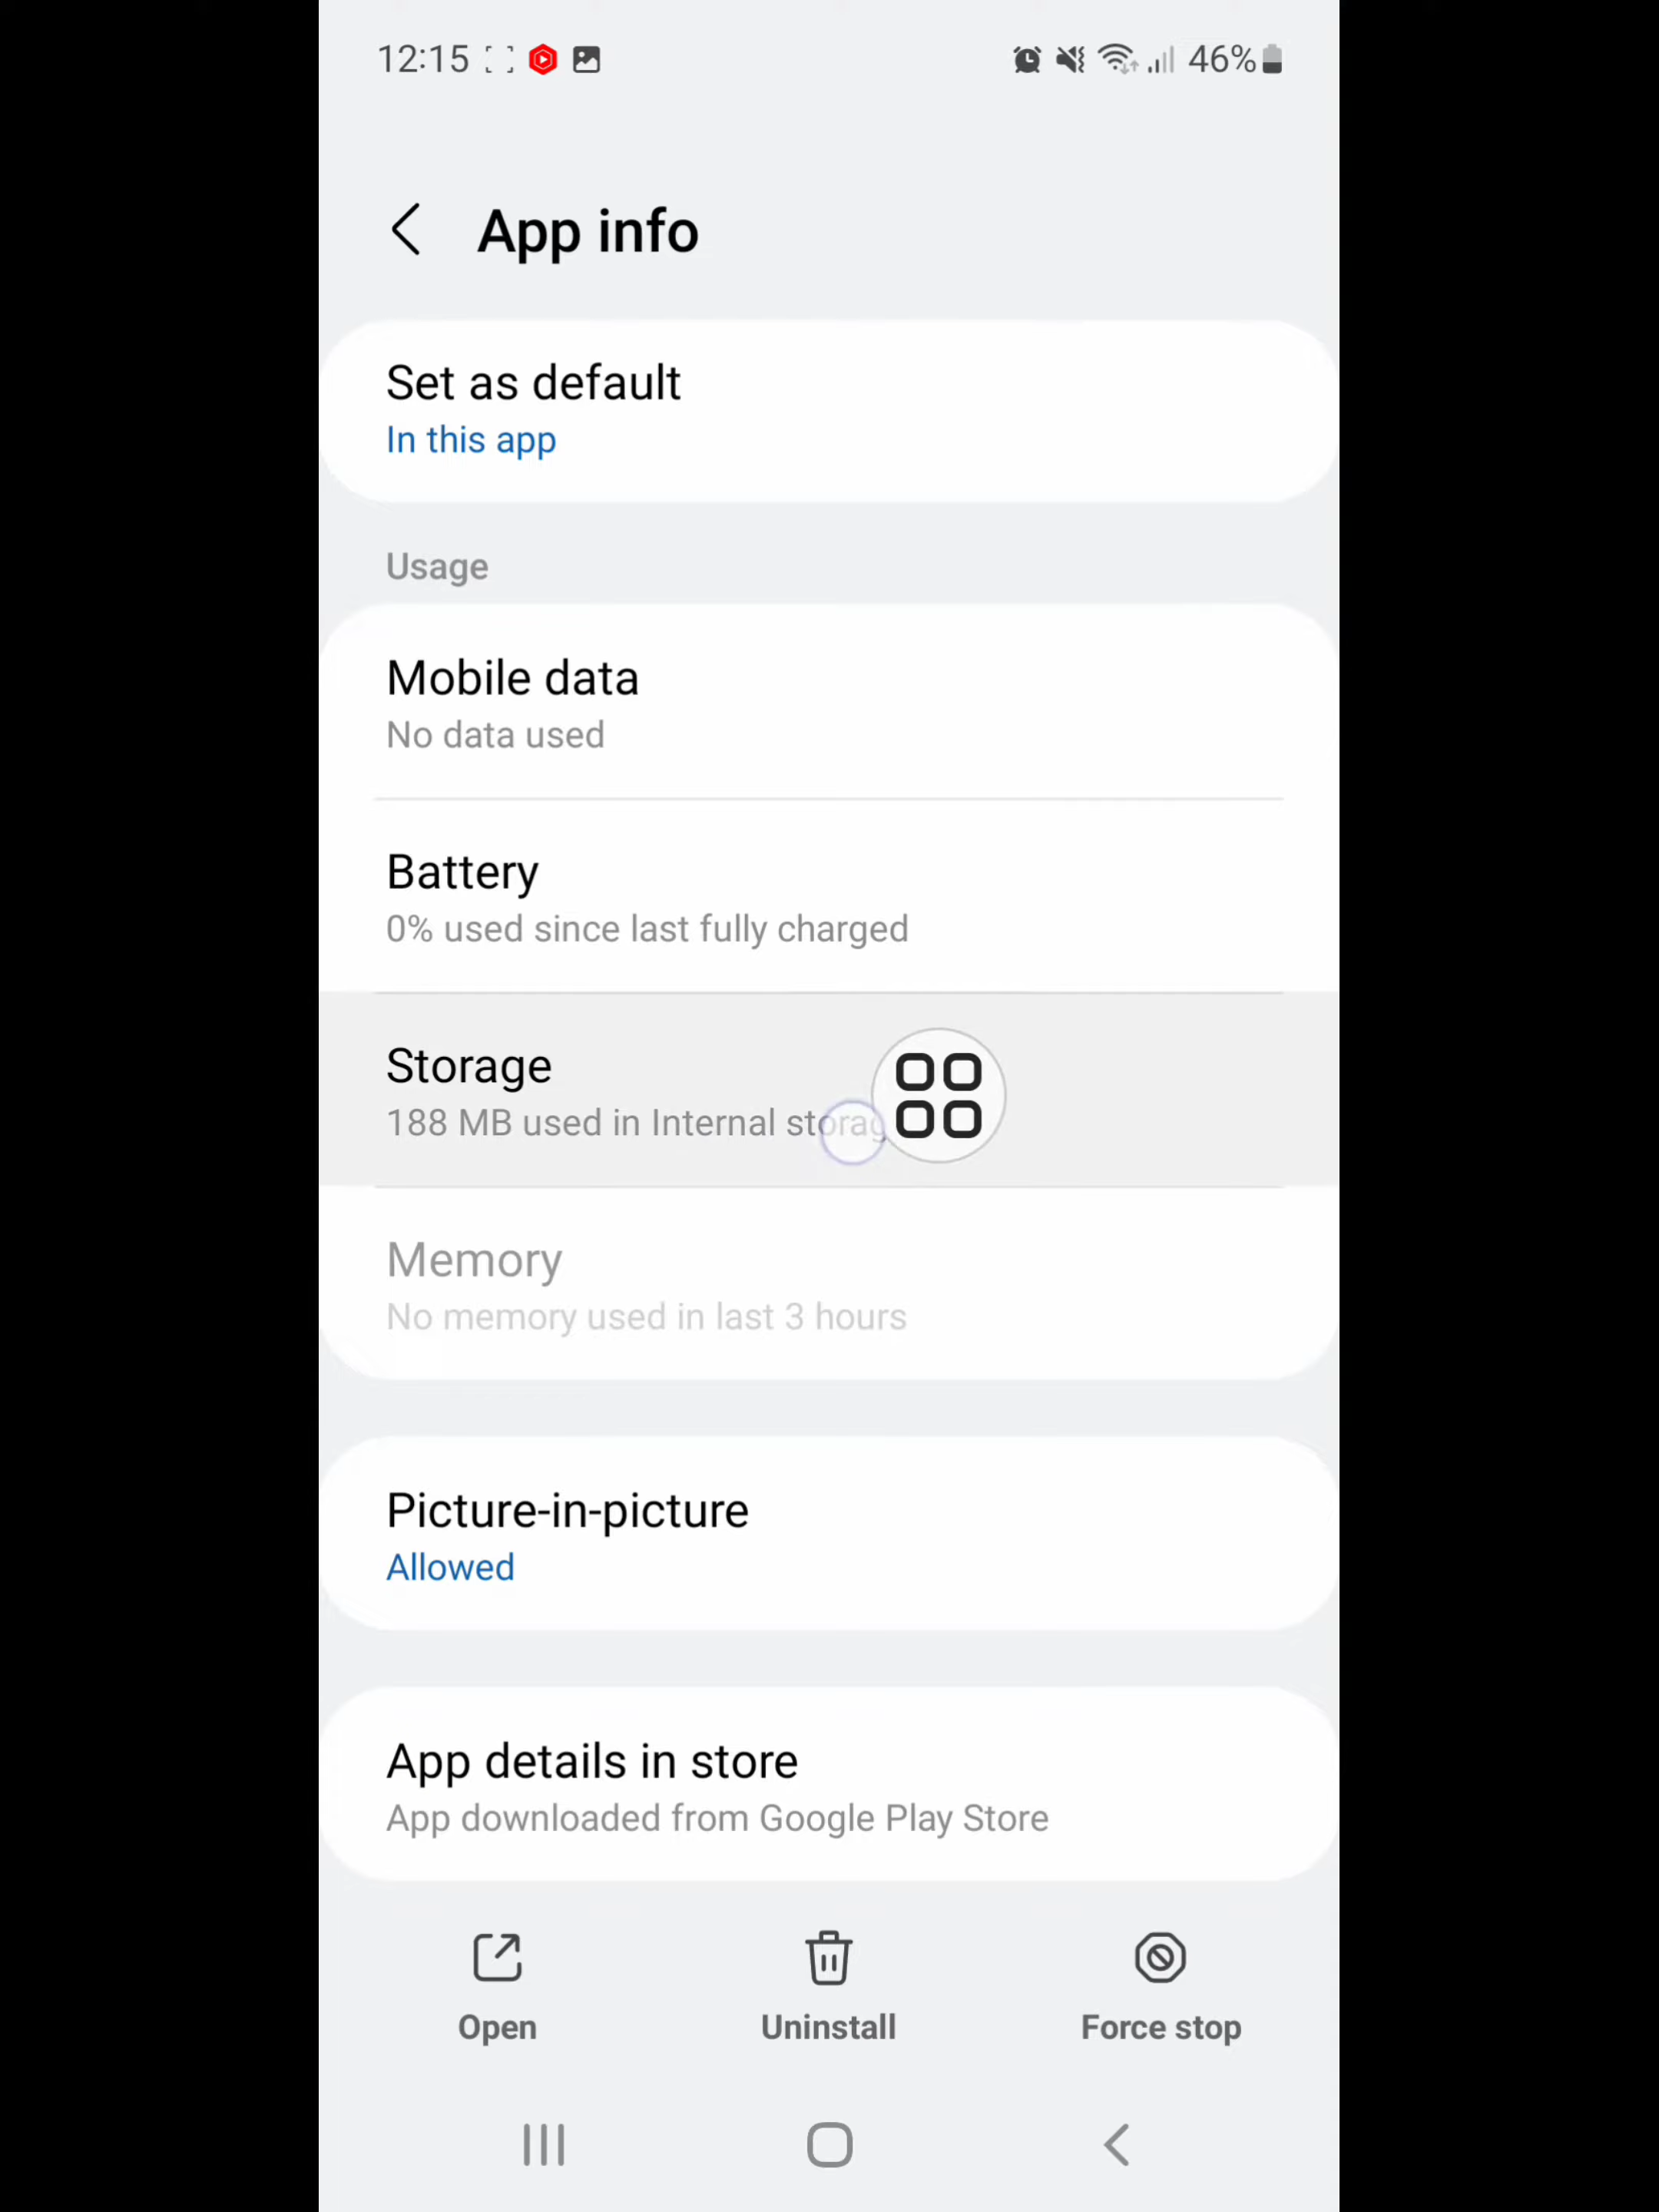 12:15
46%
App info
Set as default
In this app
Usage
Mobile data
No data used
Battery
0% used since last fully charged
Storage
188 MB used in Internal storag
Memory
No memory used in last 3 hours
Picture-in-picture
Allowed
App details in store
App downloaded from Google Play Store
Open
Uninstall
Force stop